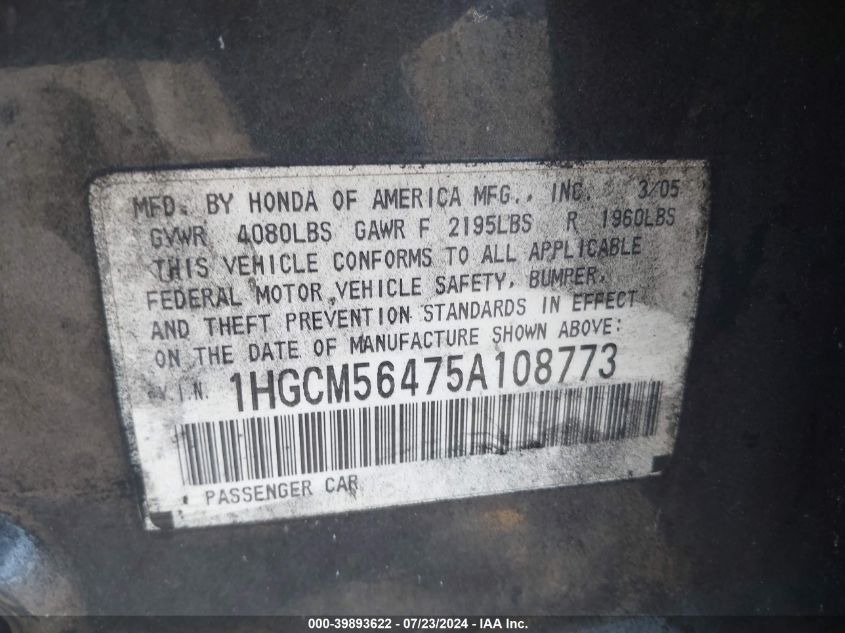 MFD. BY HONDA OF AMERICA MFG., INC. 3/05
GVWR 4080LBS GAWR F 2195LBS R 1960LBS
THIS VEHICLE CONFORMS TO ALL APPLICABLE
FEDERAL MOTOR VEHICLE SAFETY, BUMPER,
AND THEFT PREVENTION STANDARDS IN EFFECT
ON THE DATE OF MANUFACTURE SHOWN ABOVE:
V.I.N. 1HGCM56475A108773
PASSENGER CAR
000-39893622 - 07/23/2024 - IAA Inc.